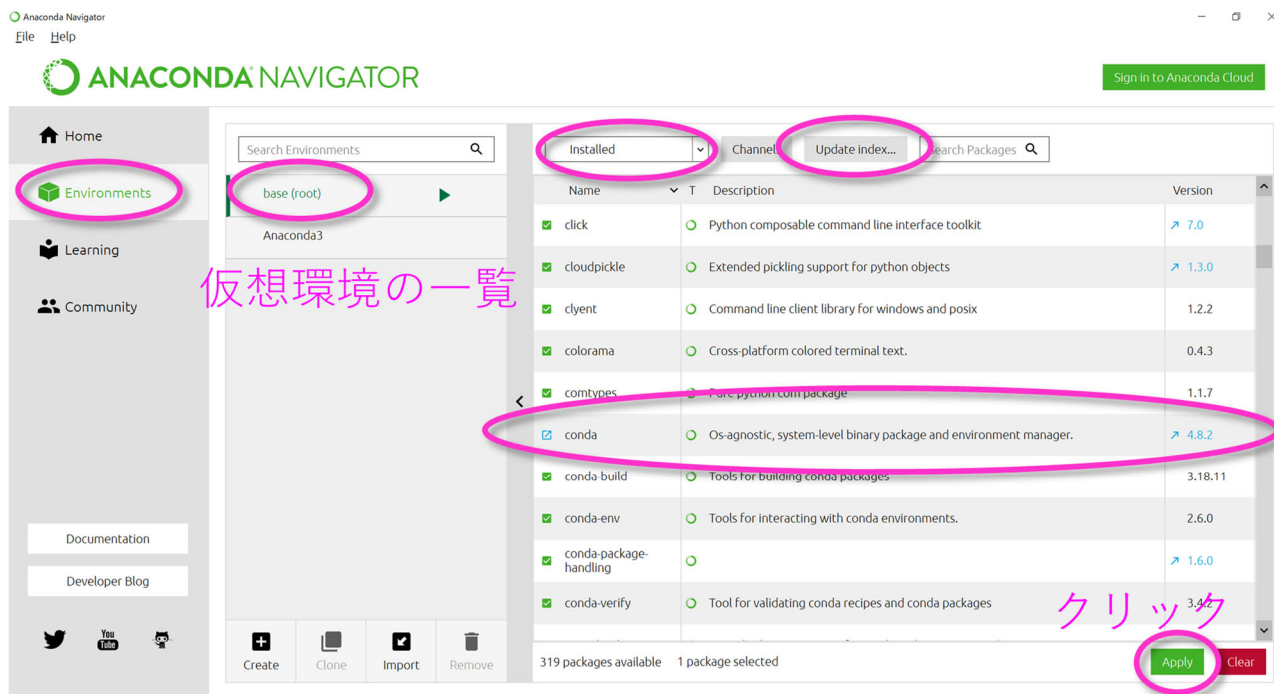 Anaconda Navigator
File Help
ANACONDA NAVIGATOR
Sign in to Anaconda Cloud
Home
Environments
Learning
Community
Documentation
Developer Blog
You Tube
Search Environments
base (root)
Anaconda3
仮想環境の一覧
Create Clone Import Remove
Installed Channel Update index... Search Packages
Name T Description Version
click Python composable command line interface toolkit 7.0
cloudpickle Extended pickling support for python objects 1.3.0
clyent Command line client library for windows and posix 1.2.2
colorama Cross-platform colored terminal text. 0.4.3
comtypes Pure python com package 1.1.7
conda Os-agnostic, system-level binary package and environment manager. 4.8.2
conda-build Tools for building conda packages 3.18.11
conda-env Tools for interacting with conda environments. 2.6.0
conda-package-
handling 1.6.0
conda-verify Tool for validating conda recipes and conda packages 3.4.2
クリック
319 packages available 1 package selected Apply Clear